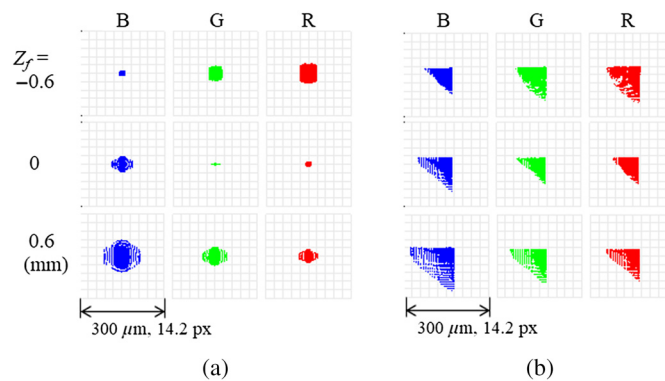 B G R B G R
Z_f =
−0.6
0
0.6
(mm)
300 μm, 14.2 px 300 μm, 14.2 px
(a) (b)